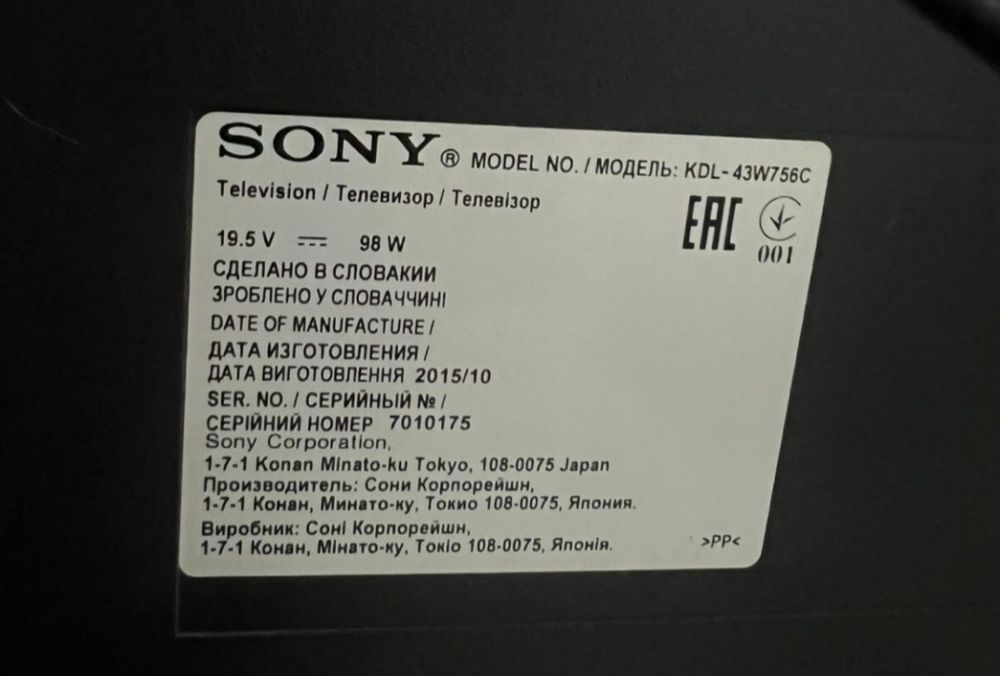 SONY® MODEL NO. / МОДЕЛЬ: KDL-43W756C
Television / Телевизор / Телевізор
EAC
001
19.5 V ⎓ 98 W
СДЕЛАНО В СЛОВАКИИ
ЗРОБЛЕНО У СЛОВАЧЧИНІ
DATE OF MANUFACTURE /
ДАТА ИЗГОТОВЛЕНИЯ /
ДАТА ВИГОТОВЛЕННЯ 2015/10
SER. NO. / СЕРИЙНЫЙ № /
СЕРІЙНИЙ НОМЕР 7010175
Sony Corporation,
1-7-1 Konan Minato-ku Tokyo, 108-0075 Japan
Производитель: Сони Корпорейшн,
1-7-1 Конан, Минато-ку, Токио 108-0075, Япония.
Виробник: Соні Корпорейшн,
1-7-1 Конан, Мінато-ку, Токіо 108-0075, Японія.
>PP<